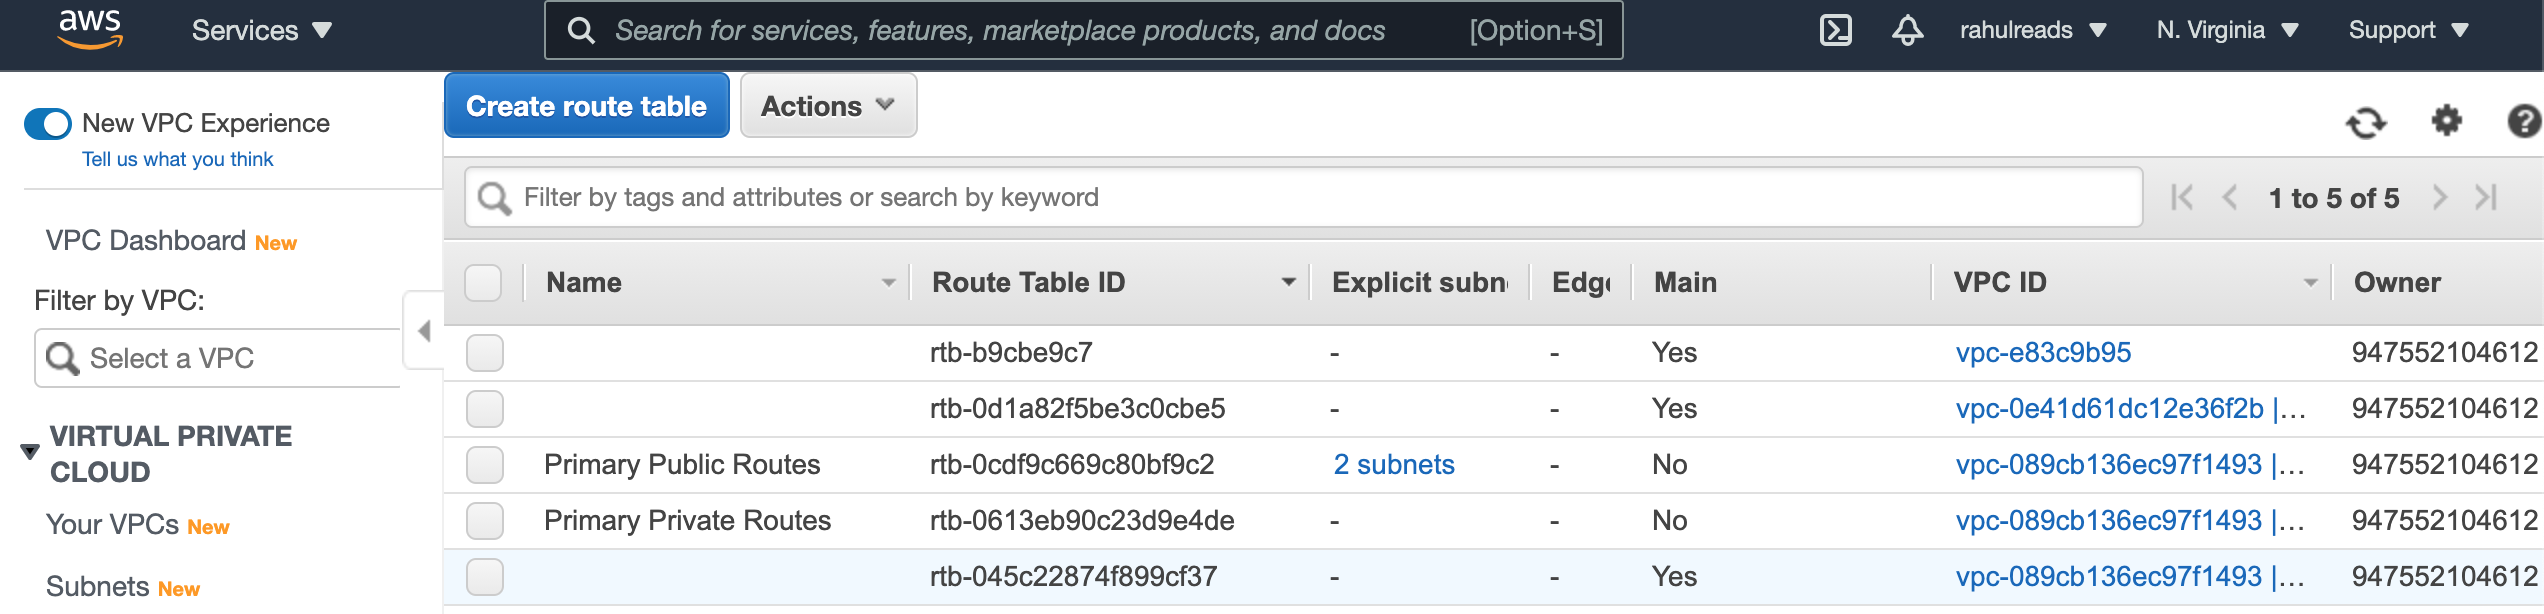 aws Services Search for services, features, marketplace products, and docs [Option+S] rahulreads N. Virginia Support
New VPC Experience
Tell us what you think
VPC Dashboard New
Filter by VPC:
Select a VPC
VIRTUAL PRIVATE
CLOUD
Your VPCs New
Subnets New
Create route table Actions
Filter by tags and attributes or search by keyword 1 to 5 of 5
Name Route Table ID Explicit subn Edge Main VPC ID Owner
rtb-b9cbe9c7 - - Yes vpc-e83c9b95 947552104612
rtb-0d1a82f5be3c0cbe5 - - Yes vpc-0e41d61dc12e36f2b |... 947552104612
Primary Public Routes rtb-0cdf9c669c80bf9c2 2 subnets - No vpc-089cb136ec97f1493 |... 947552104612
Primary Private Routes rtb-0613eb90c23d9e4de - - No vpc-089cb136ec97f1493 |... 947552104612
rtb-045c22874f899cf37 - - Yes vpc-089cb136ec97f1493 |... 947552104612